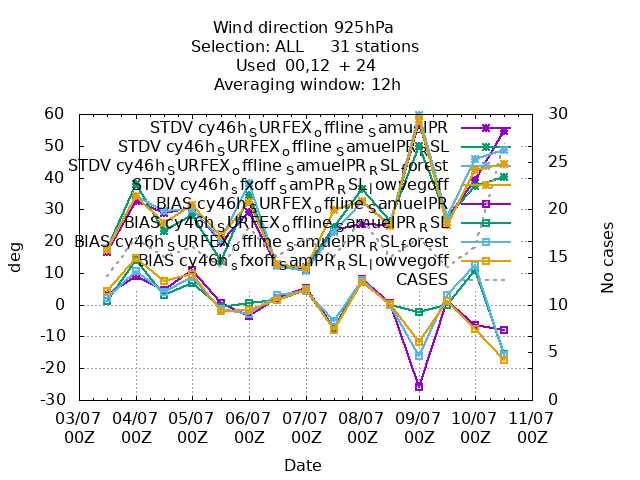 Wind direction 925hPa
Selection: ALL     31 stations
Used  00,12  + 24
Averaging window: 12h
STDV cy46h_SURFEX_offline_samuelPR
STDV cy46h_SURFEX_offline_samuelPR_RSL
STDV cy46h_SURFEX_offline_samuelPR_RSL_forest
STDV cy46h_sfxoff_samPR_RSL_lowvegoff
BIAS cy46h_SURFEX_offline_samuelPR
BIAS cy46h_SURFEX_offline_samuelPR_RSL
BIAS cy46h_SURFEX_offline_samuelPR_RSL_forest
BIAS cy46h_sfxoff_samPR_RSL_lowvegoff
CASES
60
50
40
30
20
10
0
-10
-20
-30
deg
30
25
20
15
10
5
0
No cases
03/07 04/07 05/07 06/07 07/07 08/07 09/07 10/07 11/07
00Z 00Z 00Z 00Z 00Z 00Z 00Z 00Z 00Z
Date